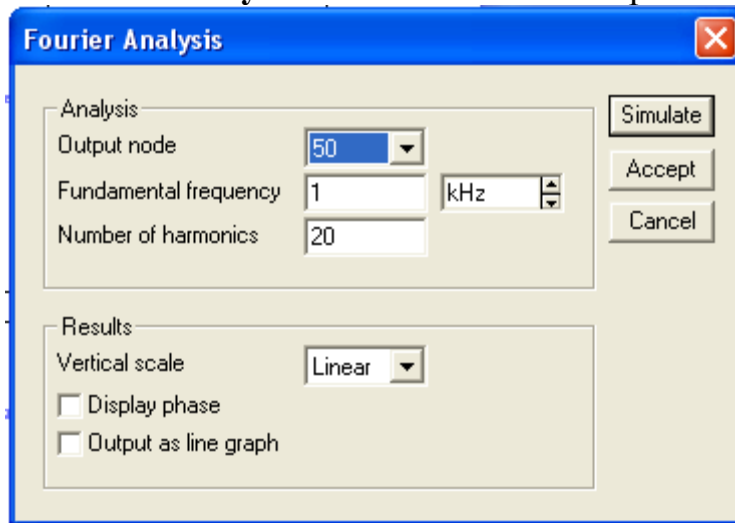 Fourier Analysis
Analysis
Output node 50
Fundamental frequency 1 kHz
Number of harmonics 20
Simulate
Accept
Cancel
Results
Vertical scale Linear
Display phase
Output as line graph